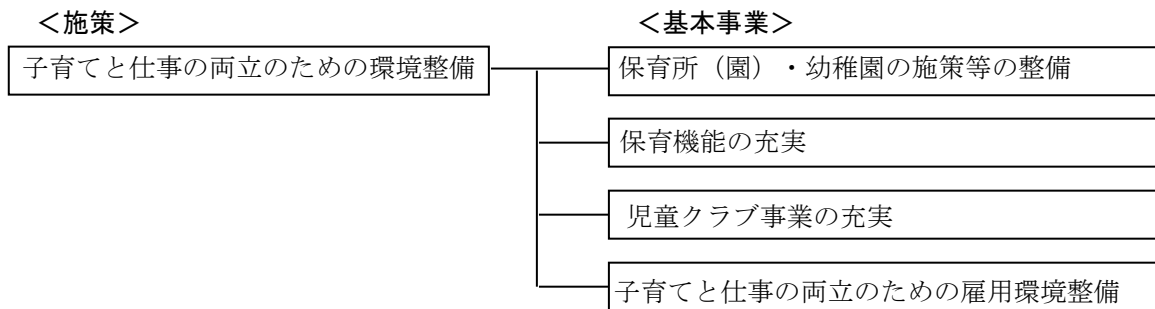 ＜施策＞
＜基本事業＞
子育てと仕事の両立のための環境整備
保育所（園）・幼稚園の施策等の整備
保育機能の充実
児童クラブ事業の充実
子育てと仕事の両立のための雇用環境整備